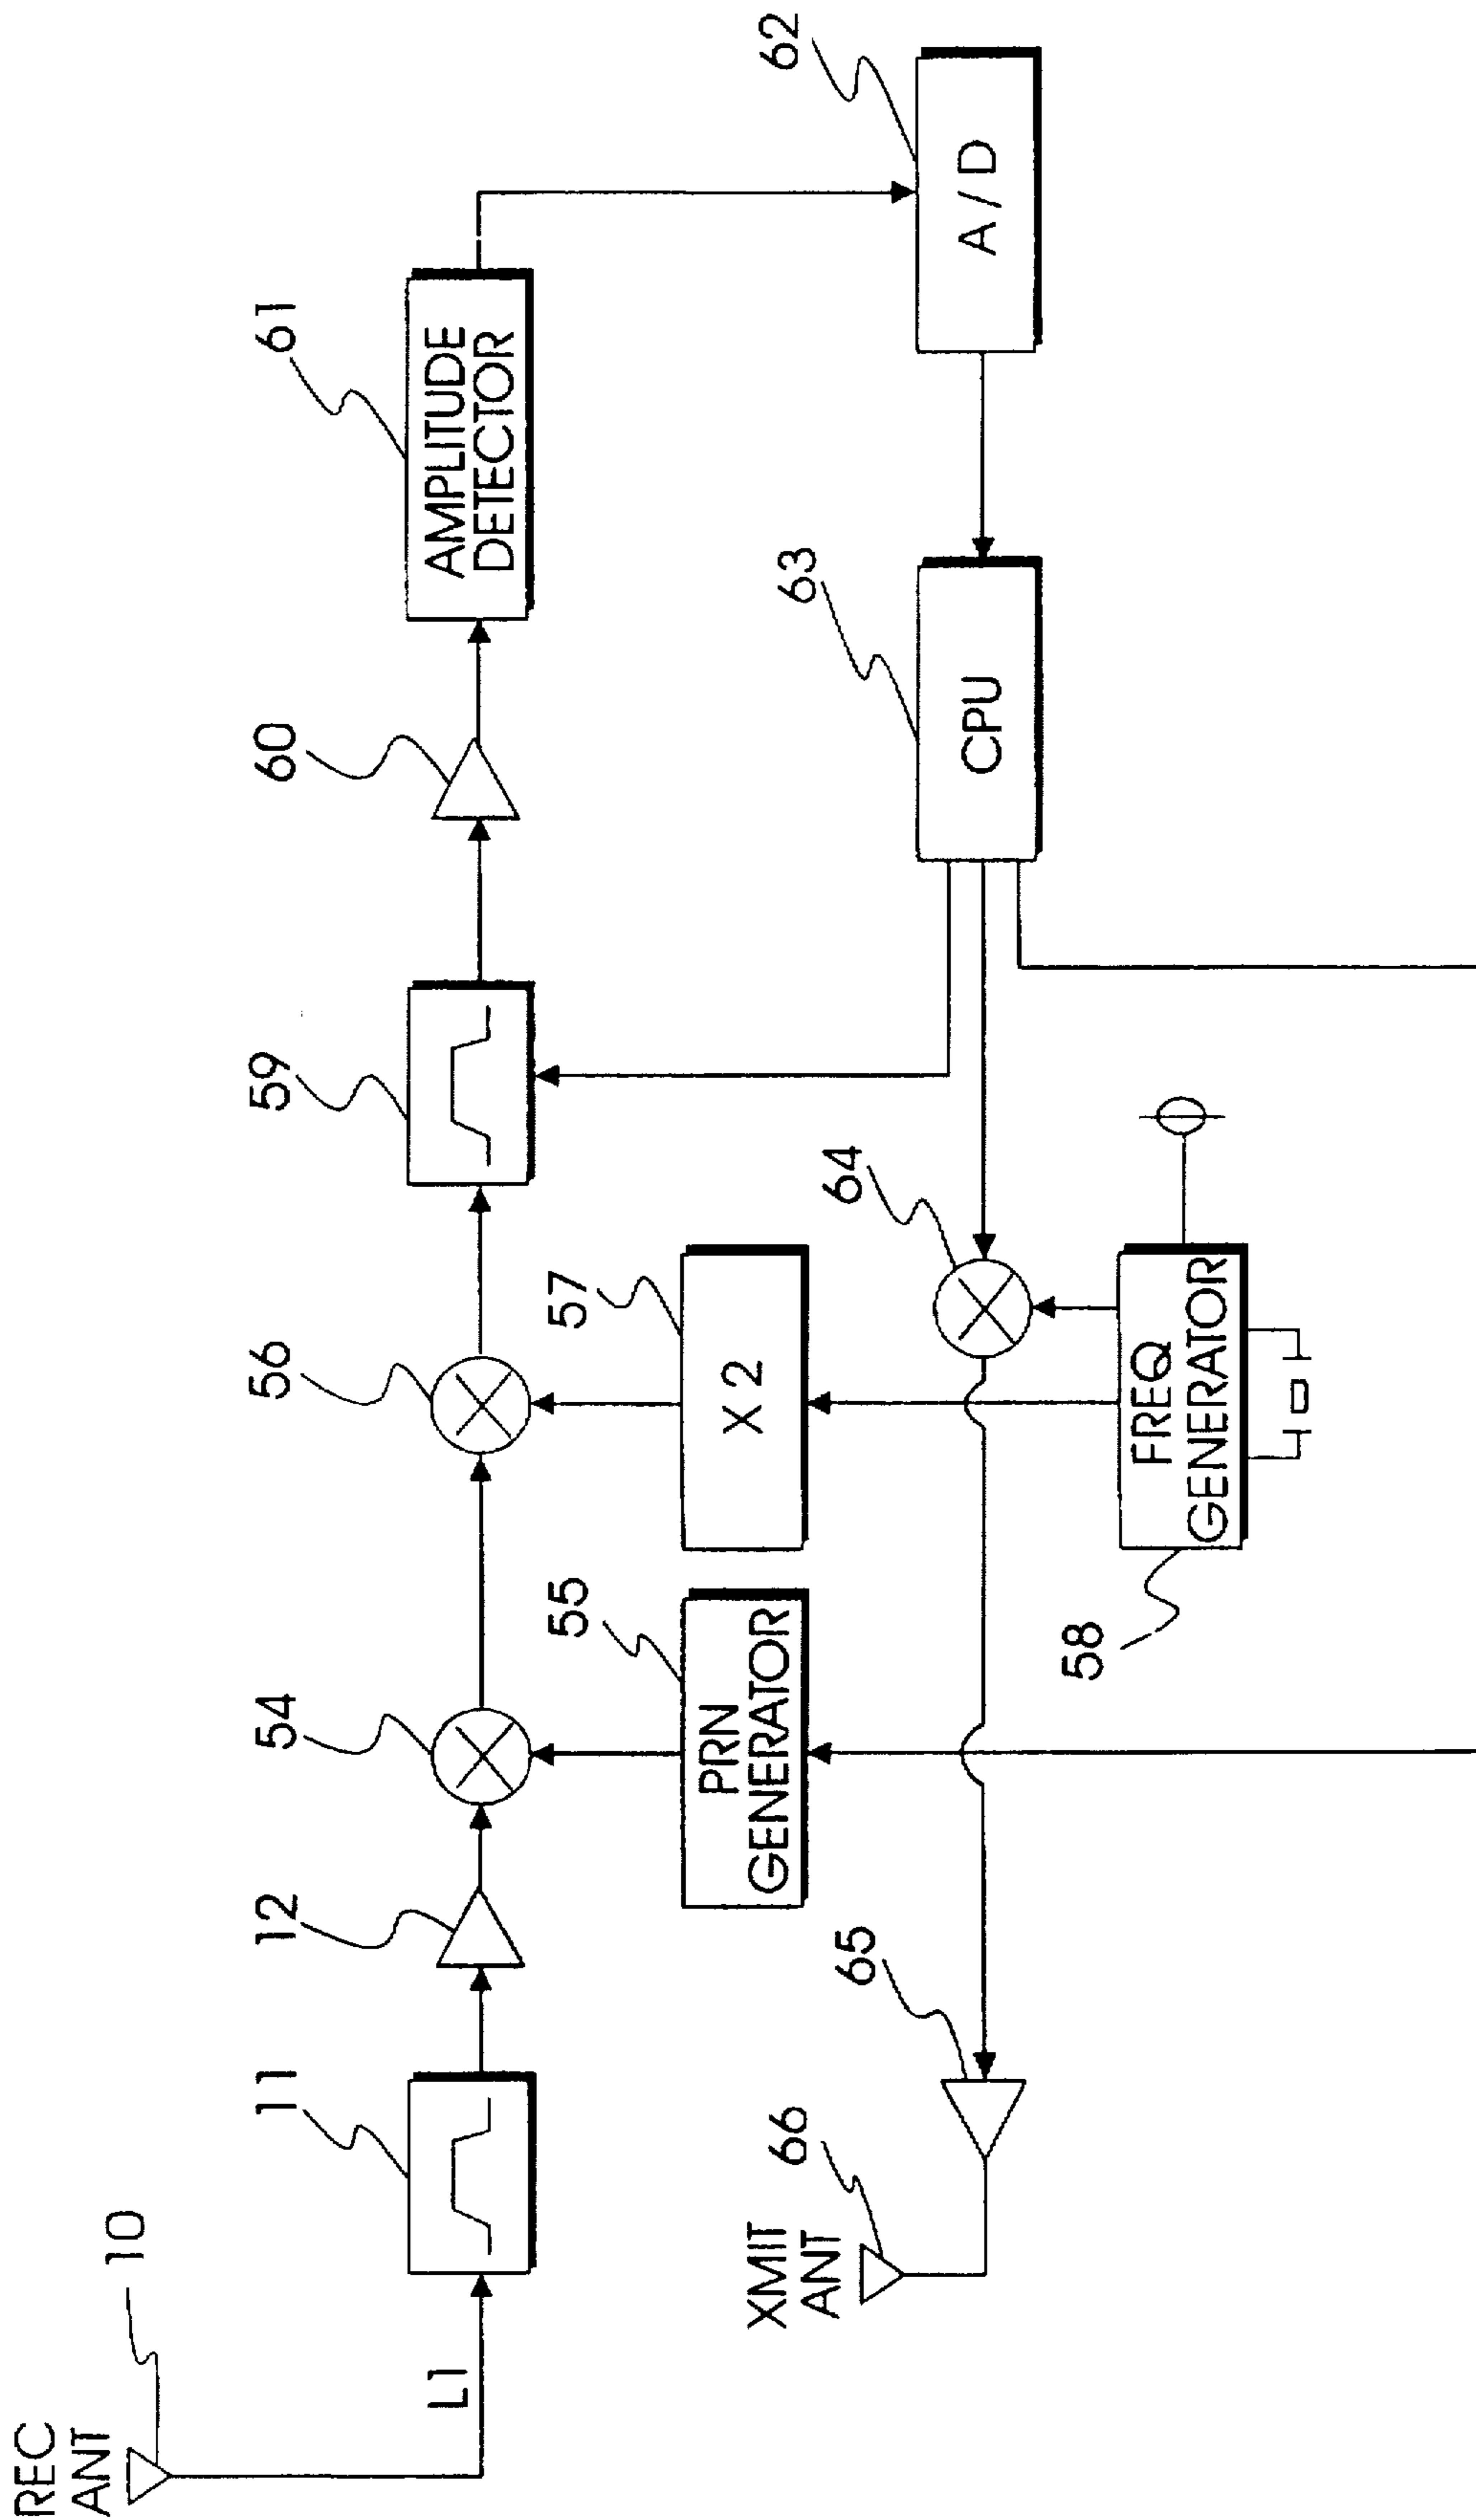 REC
ANT
10
L1
11
12
54
56
59
60
61
AMPLITUDE
DETECTOR
55
PRN
GENERATOR
57
X 2
XMIT
ANT
66
65
64
63
CPU
62
A / D
58
FREQ
GENERATOR